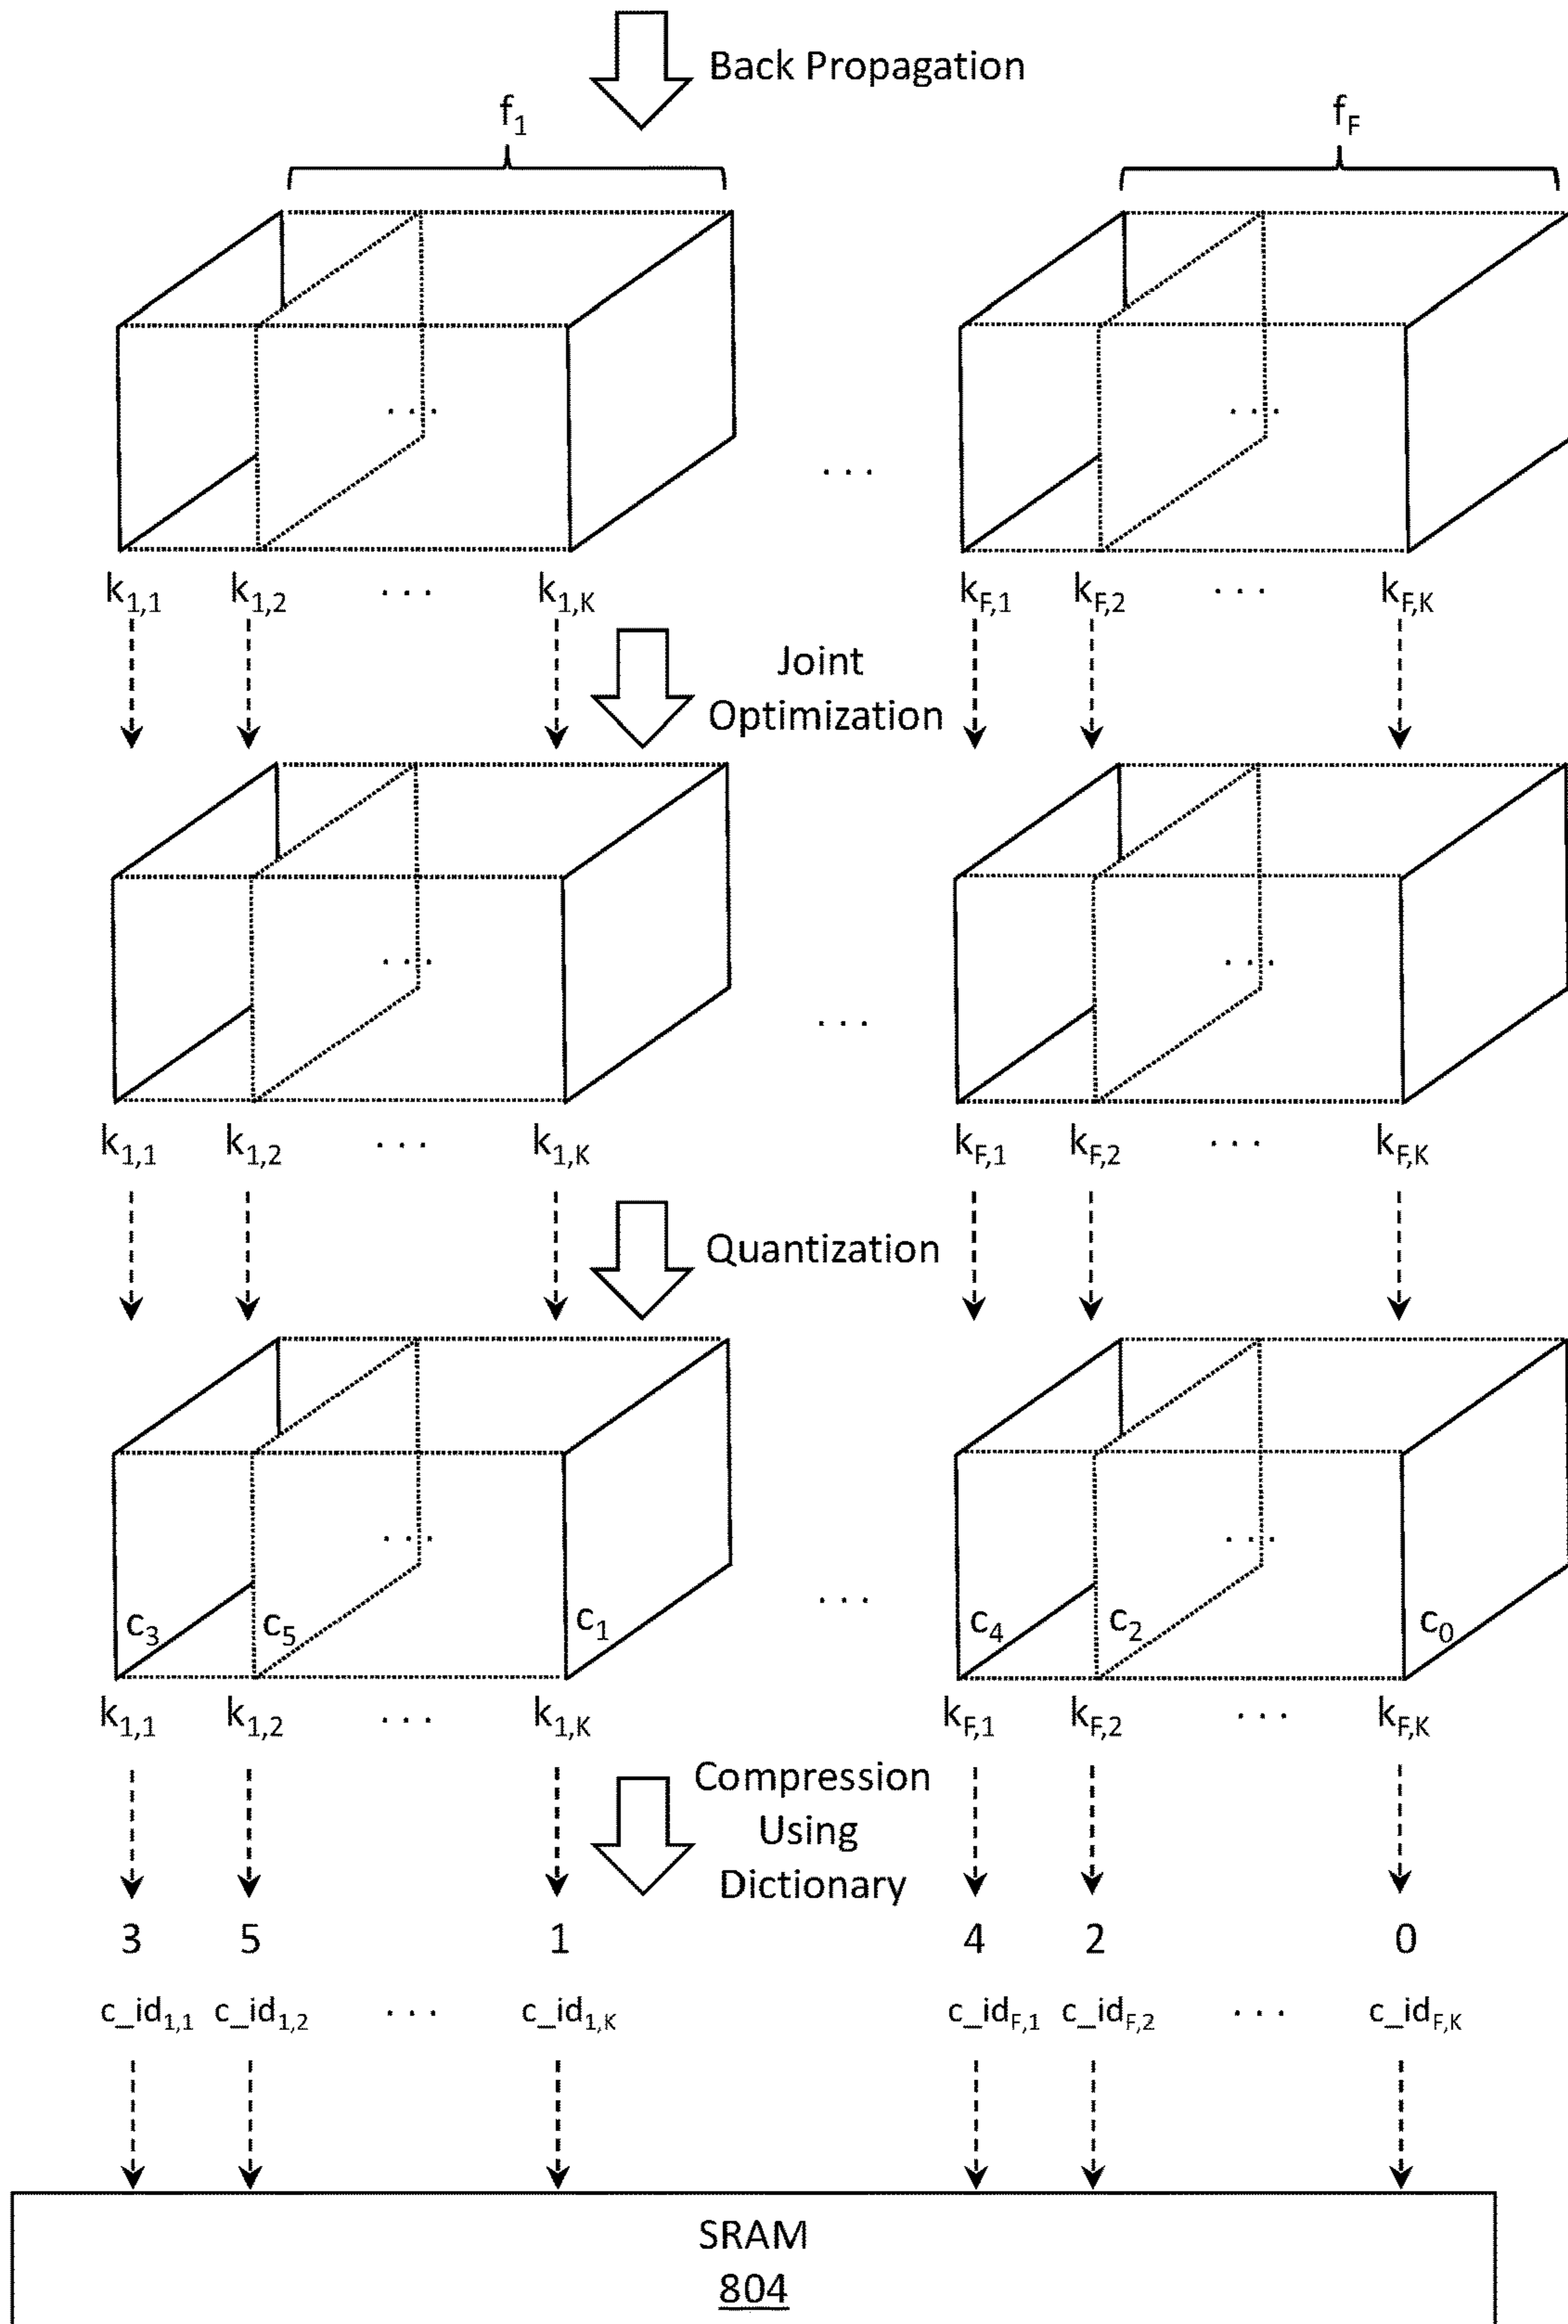 Back Propagation
f1 fF
. . .
. . .
. . .
k1,1 k1,2 . . . k1,K kF,1 kF,2 . . . kF,K
Joint
Optimization
. . .
. . .
. . .
k1,1 k1,2 . . . k1,K kF,1 kF,2 . . . kF,K
Quantization
. . .
. . .
. . .
c3 c5 c1 c4 c2 c0
k1,1 k1,2 . . . k1,K kF,1 kF,2 . . . kF,K
Compression
Using
Dictionary
3 5 1 4 2 0
c_id1,1 c_id1,2 . . . c_id1,K c_idF,1 c_idF,2 . . . c_idF,K
SRAM
804